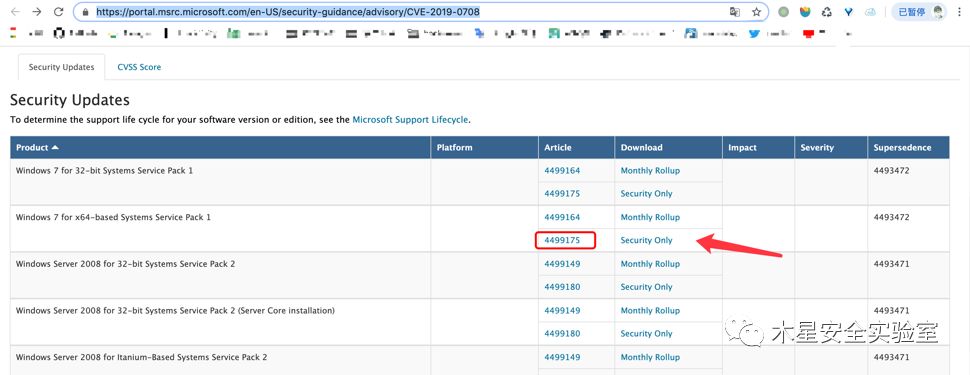 https://portal.msrc.microsoft.com/en-US/security-guidance/advisory/CVE-2019-0708
已暂停
Security Updates
CVSS Score
Security Updates
To determine the support life cycle for your software version or edition, see the Microsoft Support Lifecycle.
Product Platform Article Download Impact Severity Supersedence
Windows 7 for 32-bit Systems Service Pack 1 4499164 Monthly Rollup 4493472
4499175 Security Only
Windows 7 for x64-based Systems Service Pack 1 4499164 Monthly Rollup 4493472
4499175 Security Only
Windows Server 2008 for 32-bit Systems Service Pack 2 4499149 Monthly Rollup 4493471
4499180 Security Only
Windows Server 2008 for 32-bit Systems Service Pack 2 (Server Core installation) 4499149 Monthly Rollup 4493471
4499180 Security Only
Windows Server 2008 for Itanium-Based Systems Service Pack 2 4499149 Monthly Rollup 4493471
木星安全实验室